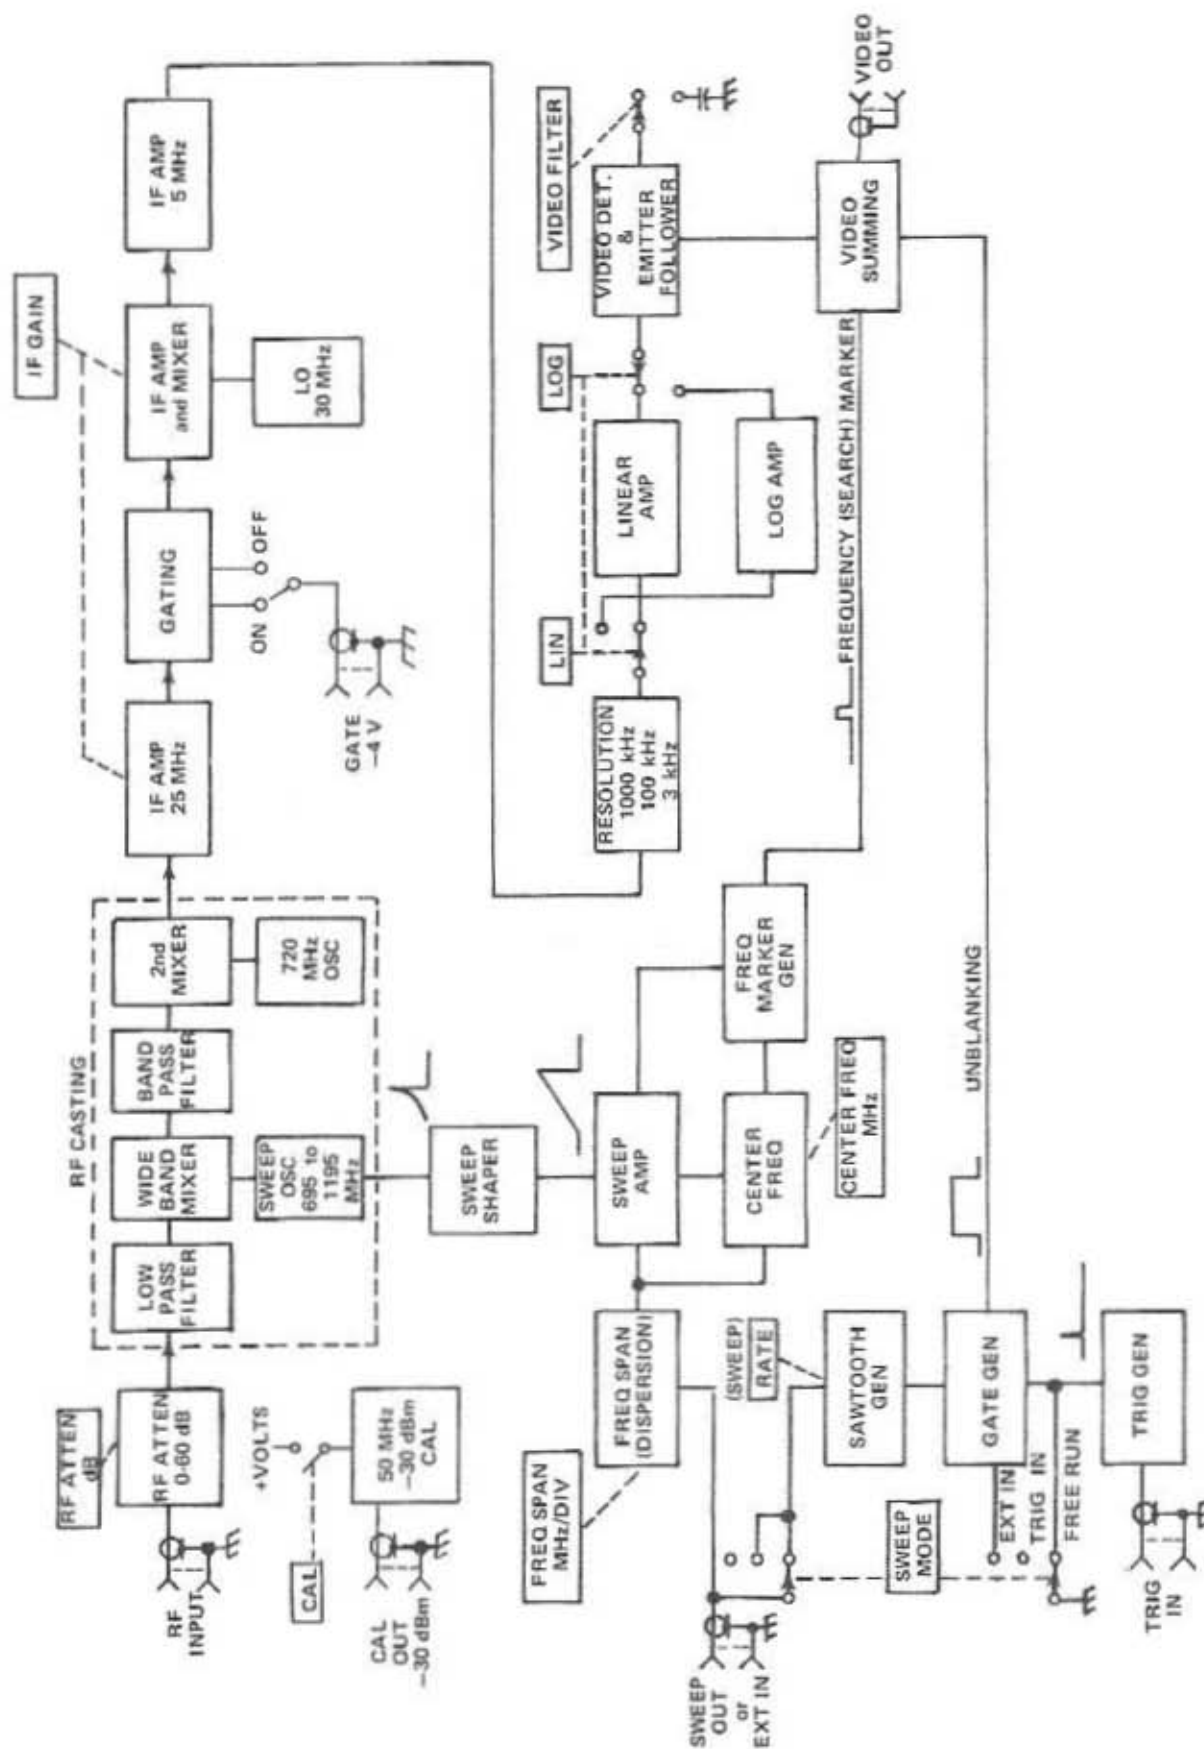 RF ATTEN
dB
RF INPUT
RF ATTEN
0-60 dB
RF CASTING
LOW
PASS
FILTER
WIDE
BAND
MIXER
BAND
PASS
FILTER
2nd
MIXER
SWEEP
OSC
695 to
1195
MHz
720
MHz
OSC
IF AMP
25 MHz
GATING
ON
OFF
GATE
-4 V
IF GAIN
IF AMP
and MIXER
LO
30 MHz
IF AMP
5 MHz
+VOLTS
CAL
CAL
OUT
-30 dBm
50 MHz
-30 dBm
CAL
SWEEP
SHAPER
RESOLUTION
1000 kHz
100 kHz
3 kHz
LIN
LOG
LINEAR
AMP
LOG AMP
VIDEO DET.
&
EMITTER
FOLLOWER
VIDEO FILTER
FREQ SPAN
MHz/DIV
FREQ SPAN
(DISPERSION)
SWEEP
AMP
CENTER
FREQ
CENTER FREQ
MHz
FREQ
MARKER
GEN
FREQUENCY (SEARCH) MARKER
VIDEO
SUMMING
VIDEO
OUT
SWEEP
OUT
or
EXT IN
(SWEEP)
RATE
SAWTOOTH
GEN
SWEEP
MODE
EXT IN
TRIG IN
FREE RUN
GATE GEN
UNBLANKING
TRIG
IN
TRIG GEN